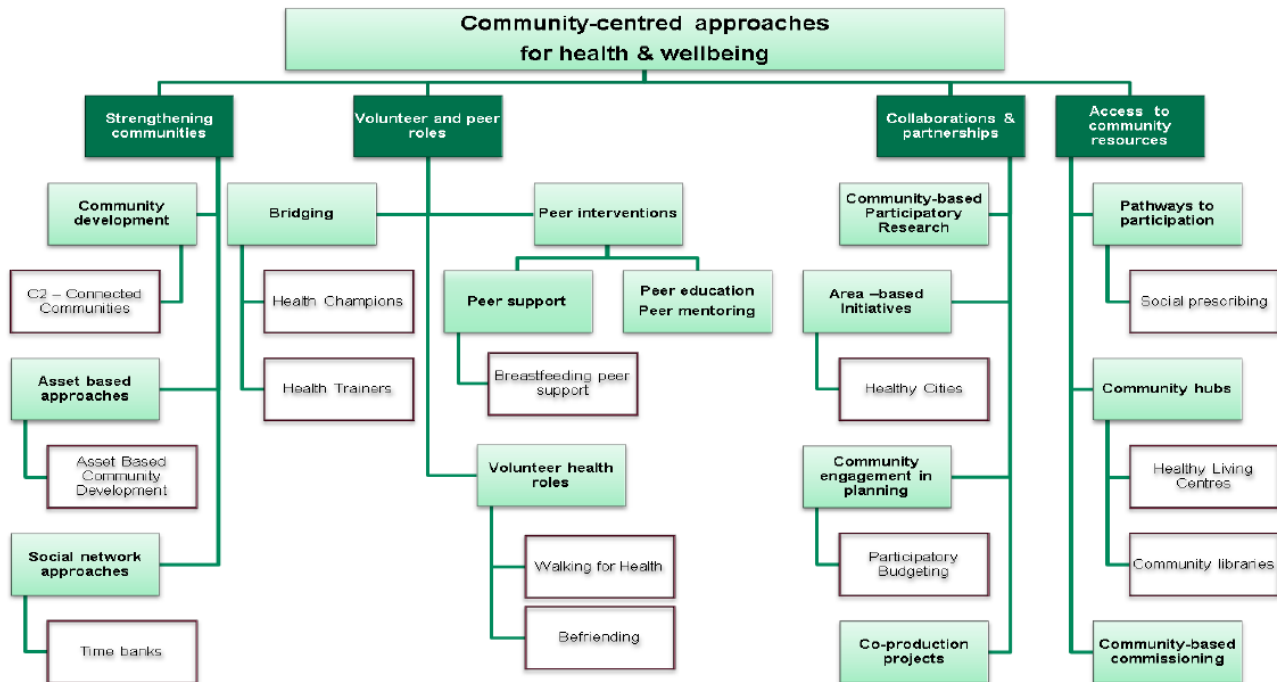 Community-centred approaches
for health & wellbeing
Strengthening
communities
Volunteer and peer
roles
Collaborations &
partnerships
Access to
community
resources
Community
development
C2 – Connected
Communities
Asset based
approaches
Asset Based
Community
Development
Social network
approaches
Time banks
Bridging
Health Champions
Health Trainers
Peer interventions
Peer support
Breastfeeding peer
support
Peer education
Peer mentoring
Volunteer health
roles
Walking for Health
Befriending
Community-based
Participatory
Research
Area –based
Initiatives
Healthy Cities
Community
engagement in
planning
Participatory
Budgeting
Co-production
projects
Pathways to
participation
Social prescribing
Community hubs
Healthy Living
Centres
Community libraries
Community-based
commissioning